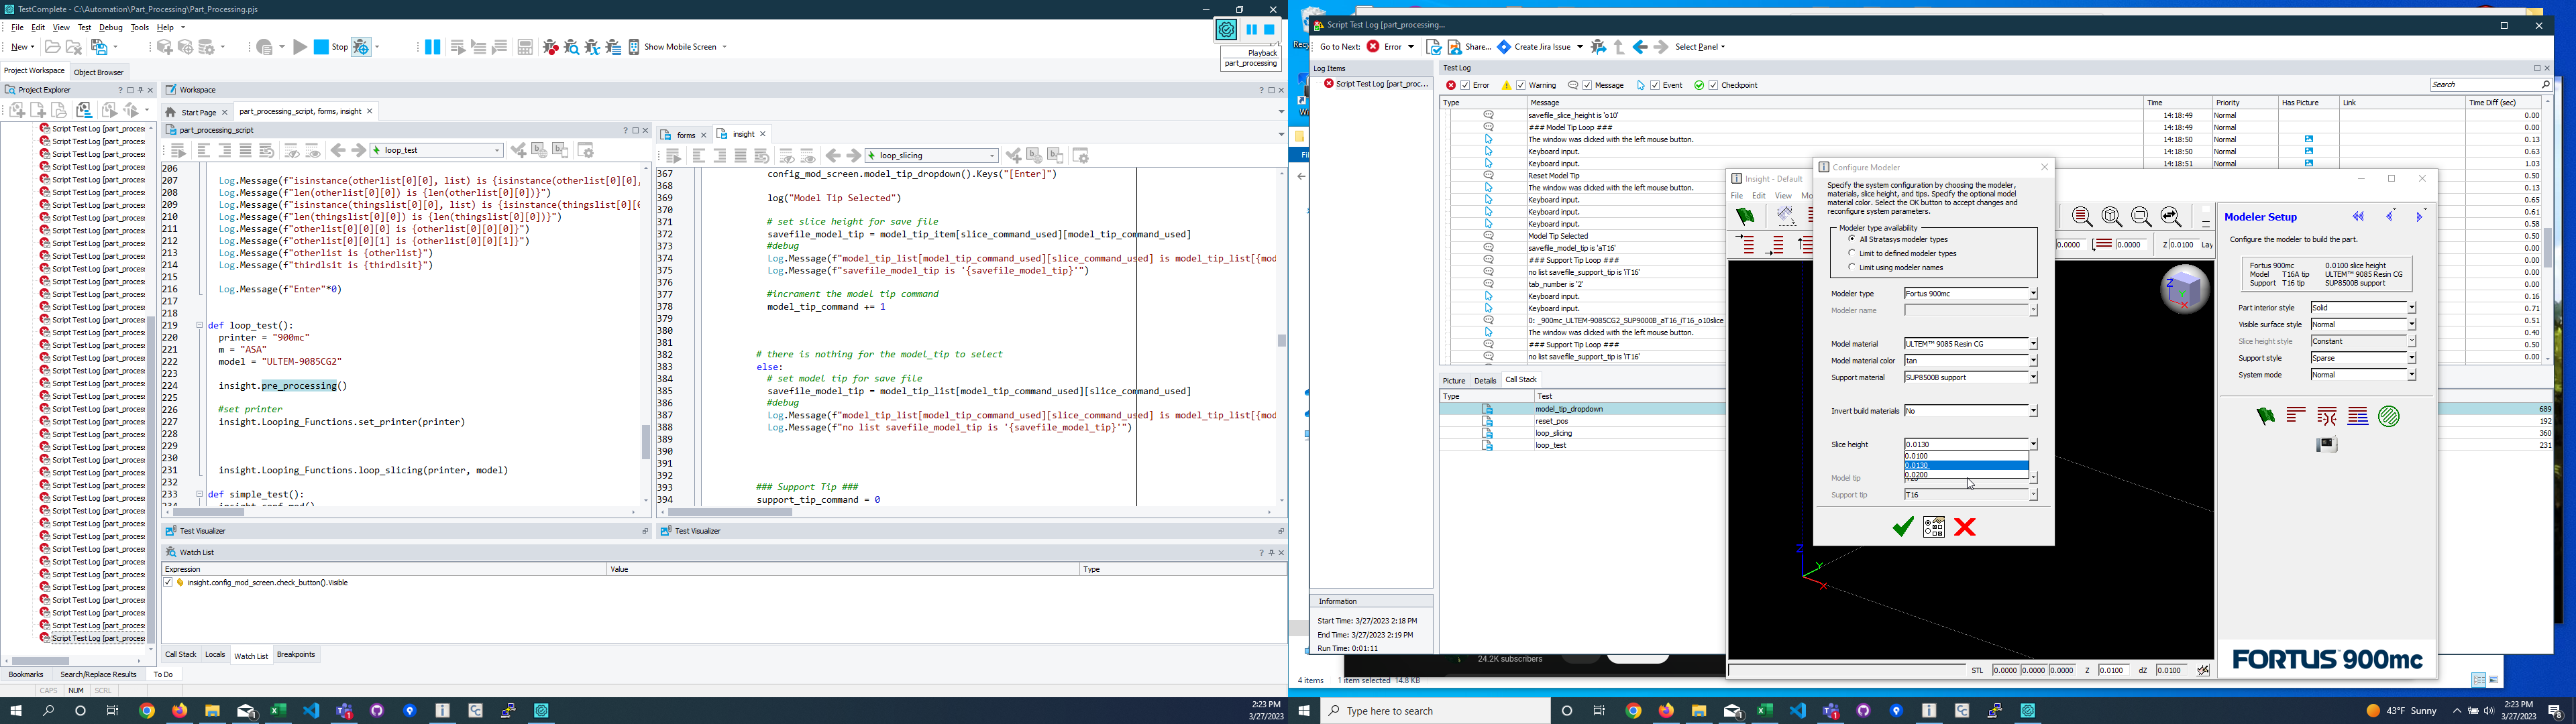 TestComplete - C:\Automation\Part_Processing\Part_Processing.pjs
File Edit View Test Debug Tools Help
New Stop Show Mobile Screen
Playback
part_processing
Project Workspace Object Browser
Project Explorer
Script Test Log [part_process
Workspace
Start Page part_processing_script, forms, insight
part_processing_script
loop_test
206
207 Log.Message(f"isinstance(otherlist[0][0], list) is {isinstance(otherlist[0][0],
208 Log.Message(f"len(otherlist[0][0]) is {len(otherlist[0][0])}")
209 Log.Message(f"isinstance(thingslist[0][0], list) is {isinstance(thingslist[0][0
210 Log.Message(f"len(thingslist[0][0]) is {len(thingslist[0][0])}")
211 Log.Message(f"otherlist[0][0][0] is {otherlist[0][0][0]}")
212 Log.Message(f"otherlist[0][0][1] is {otherlist[0][0][1]}")
213 Log.Message(f"otherlist is {otherlist}")
214 Log.Message(f"thirdlsit is {thirdlsit}")
215
216 Log.Message(f"Enter"*0)
217
218
219 def loop_test():
220 printer = "900mc"
221 m = "ASA"
222 model = "ULTEM-9085CG2"
223
224 insight.pre_processing()
225
226 #set printer
227 insight.Looping_Functions.set_printer(printer)
228
229
230
231 insight.Looping_Functions.loop_slicing(printer, model)
232
233 def simple_test():
forms insight
loop_slicing
367 config_mod_screen.model_tip_dropdown().Keys("[Enter]")
368
369 log("Model Tip Selected")
370
371 # set slice height for save file
372 savefile_model_tip = model_tip_item[slice_command_used][model_tip_command_used]
373 #debug
374 Log.Message(f"model_tip_list[model_tip_command_used][slice_command_used] is model_tip_list[{mod
375 Log.Message(f"savefile_model_tip is '{savefile_model_tip}'")
376
377 #incrament the model tip command
378 model_tip_command += 1
379
380
381
382 # there is nothing for the model_tip to select
383 else:
384 # set model tip for save file
385 savefile_model_tip = model_tip_list[model_tip_command_used][slice_command_used]
386 #debug
387 Log.Message(f"model_tip_list[model_tip_command_used][slice_command_used] is model_tip_list[{mod
388 Log.Message(f"no list savefile_model_tip is '{savefile_model_tip}'")
389
390
391
392
393 ### Support Tip ###
394 support_tip_command = 0
Test Visualizer
Test Visualizer
Watch List
Expression Value Type
insight.config_mod_screen.check_button().Visible
Call Stack Locals Watch List Breakpoints
Bookmarks Search/Replace Results To Do
CAPS NUM SCRL
2:23 PM
3/27/2023
Script Test Log [part_processing...
Go to Next: Error Share... Create Jira Issue Select Panel
Log Items
Script Test Log [part_proc...
Test Log
Error Warning Message Event Checkpoint
Search
Type Message Time Priority Has Picture Link Time Diff (sec)
savefile_slice_height is 'o10' 14:18:49 Normal 0.00
### Model Tip Loop ### 14:18:49 Normal 0.00
The window was clicked with the left mouse button. 14:18:50 Normal 0.13
Keyboard input. 14:18:50 Normal 0.63
Keyboard input. 14:18:51 Normal 1.03
Reset Model Tip 0.50
The window was clicked with the left mouse button. 0.13
Keyboard input. 0.65
Keyboard input. 0.61
Keyboard input. 0.58
Model Tip Selected 0.50
savefile_model_tip is 'aT16' 0.00
### Support Tip Loop ### 0.00
no list savefile_support_tip is 'iT16' 0.00
tab_number is '2' 0.00
Keyboard input. 0.16
Keyboard input. 0.71
0: _900mc_ULTEM-9085CG2_SUP9000B_aT16_iT16_o10slice 0.51
The window was clicked with the left mouse button. 0.40
### Support Tip Loop ### 0.50
no list savefile_support_tip is 'iT16' 0.00
Picture Details Call Stack
Type Test
model_tip_dropdown 689
reset_pos 192
loop_slicing 360
loop_test 231
Information
Start Time: 3/27/2023 2:18 PM
End Time: 3/27/2023 2:19 PM
Run Time: 0:01:11
24.2K subscribers
4 items 1 item selected 14.8 KB
Insight - Default
File Edit View Mo
Configure Modeler
Specify the system configuration by choosing the modeler,
materials, slice height, and tips. Specify the optional model
material color. Select the OK button to accept changes and
reconfigure system parameters.
Modeler type availability
All Stratasys modeler types
Limit to defined modeler types
Limit using modeler names
Modeler type Fortus 900mc
Modeler name
Model material ULTEM™ 9085 Resin CG
Model material color tan
Support material SUP8500B support
Invert build materials No
Slice height 0.0130
0.0100
0.0130
0.0200
Model tip
Support tip T16
0.0000 0.0000 Z 0.0100 Lay
Modeler Setup
Configure the modeler to build the part.
Fortus 900mc 0.0100 slice height
Model T16A tip ULTEM™ 9085 Resin CG
Support T16 tip SUP8500B support
Part interior style Solid
Visible surface style Normal
Slice height style Constant
Support style Sparse
System mode Normal
FORTUS 900mc
STL 0.0000 0.0000 0.0000 Z 0.0100 dZ 0.0100
Type here to search
43°F Sunny
2:23 PM
3/27/2023